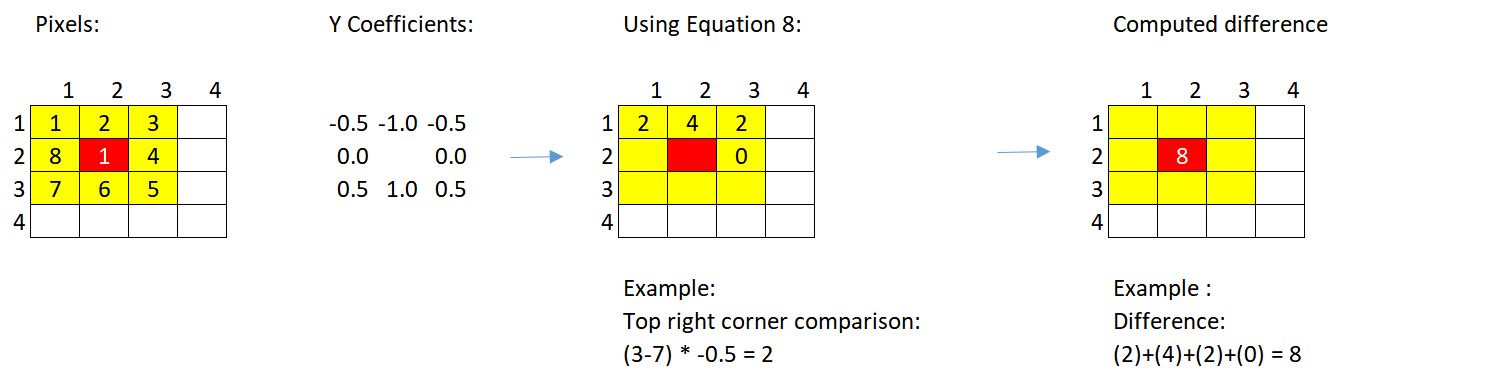 Pixels: Y Coefficients: Using Equation 8: Computed difference
1 2 3 4 1 2 3 4 1 2 3 4
1 1 2 3 -0.5 -1.0 -0.5 1 2 4 2 1
2 8 1 4 0.0 0.0 2 0 2 8
3 7 6 5 0.5 1.0 0.5 3 3
4 4 4
Example: Example :
Top right corner comparison: Difference:
(3-7) * -0.5 = 2 (2)+(4)+(2)+(0) = 8